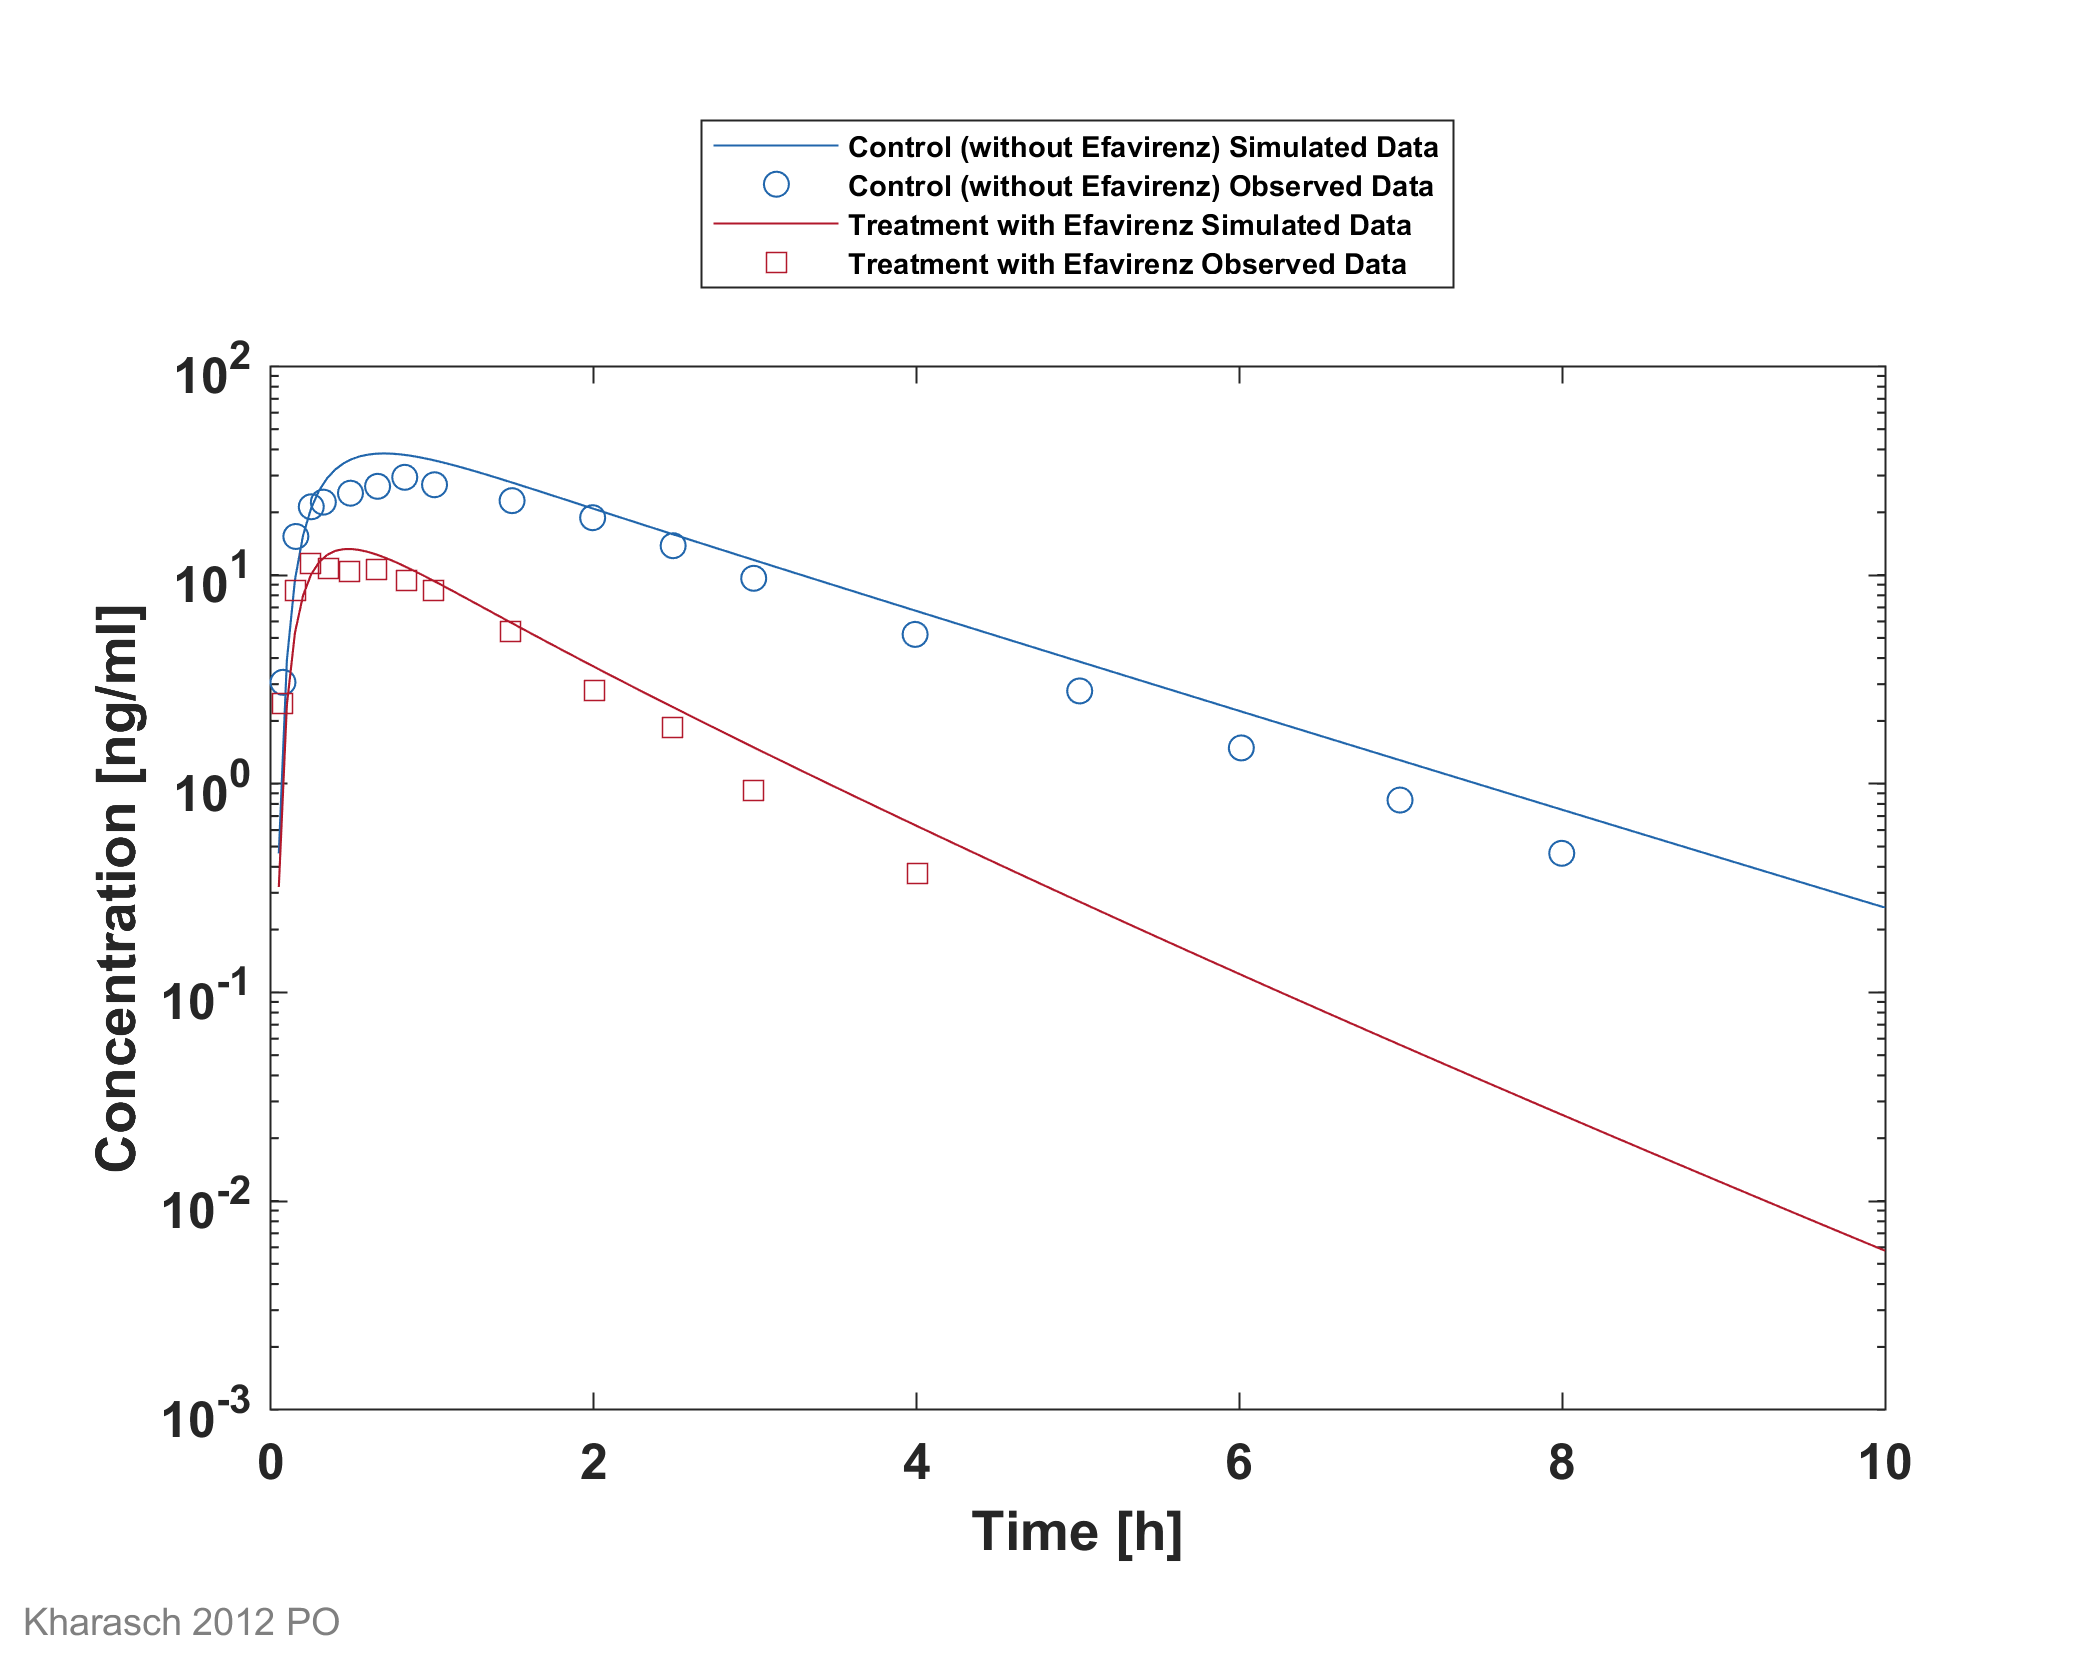 Control (without Efavirenz) Simulated Data
Control (without Efavirenz) Observed Data
Treatment with Efavirenz Simulated Data
Treatment with Efavirenz Observed Data
10^2
10^1
10^0
10^-1
10^-2
10^-3
Concentration [ng/ml]
0 2 4 6 8 10
Time [h]
Kharasch 2012 PO